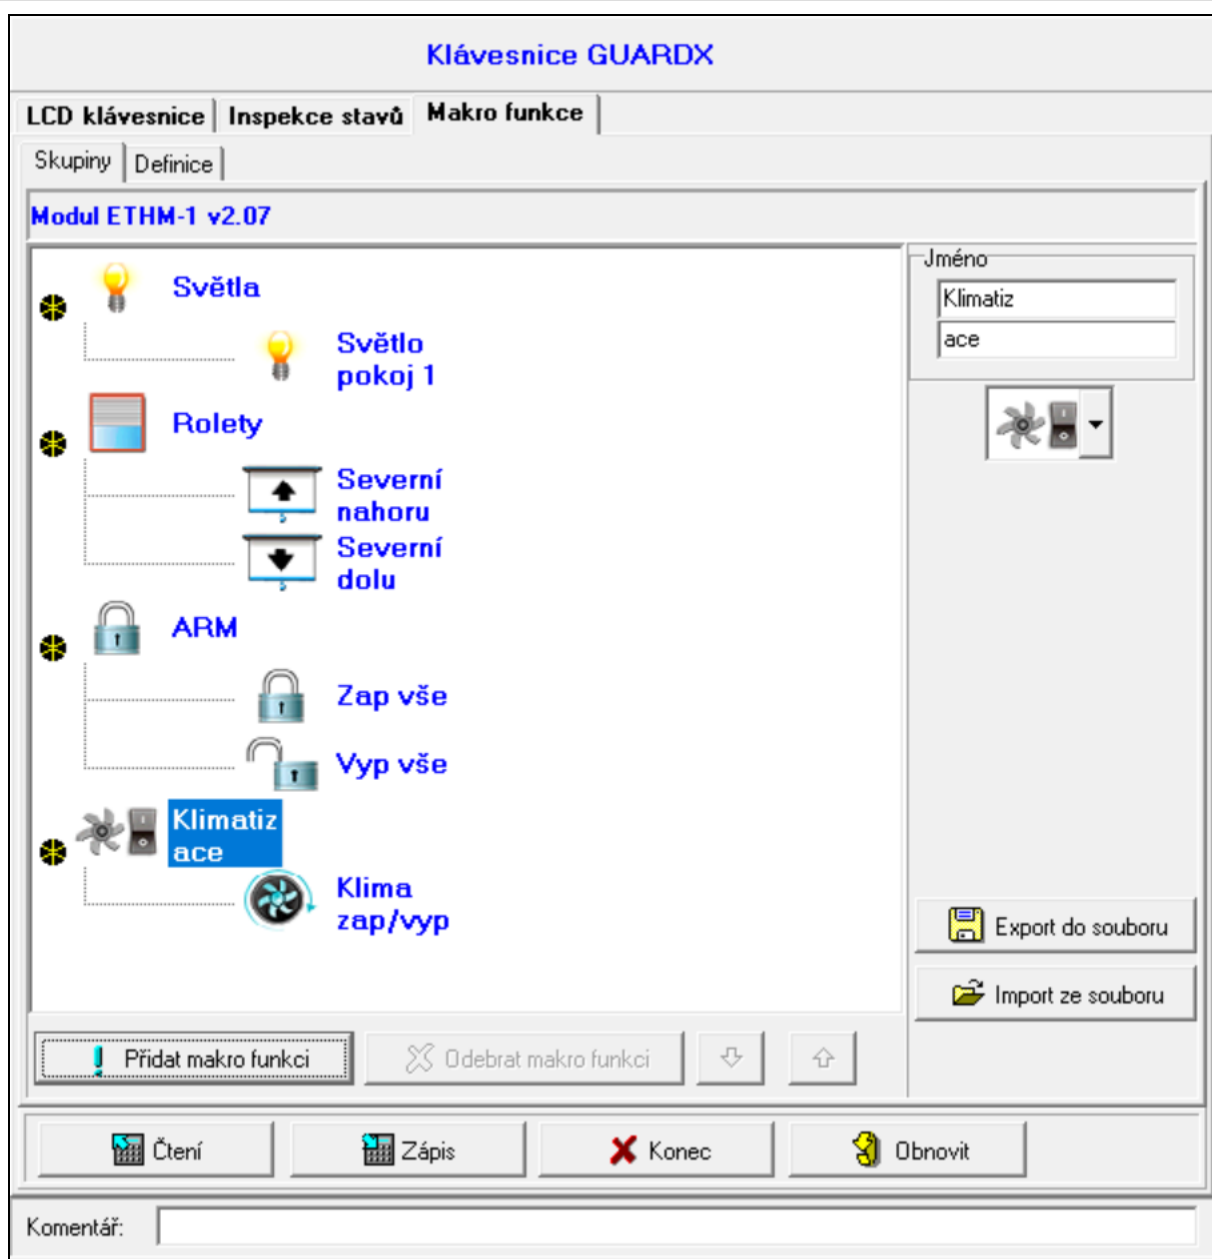 Klávesnice GUARDX
LCD klávesnice Inspekce stavů Makro funkce
Skupiny Definice
Modul ETHM-1 v2.07
Světla
Světlo
pokoj 1
Rolety
Severní
nahoru
Severní
dolu
ARM
Zap vše
Vyp vše
Klimatiz
ace
Klima
zap/vyp
Jméno
Klimatiz
ace
Export do souboru
Import ze souboru
Přidat makro funkci Odebrat makro funkci
Čtení Zápis Konec Obnovit
Komentář: